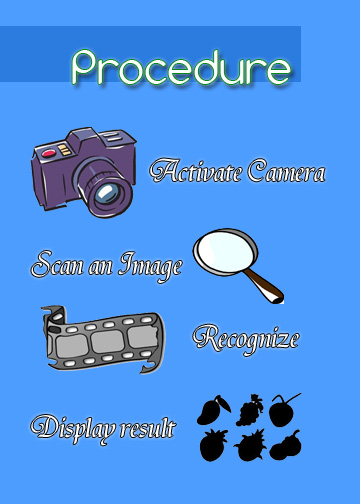 Procedure
Activate Camera
Scan an Image
Recognize
Display result